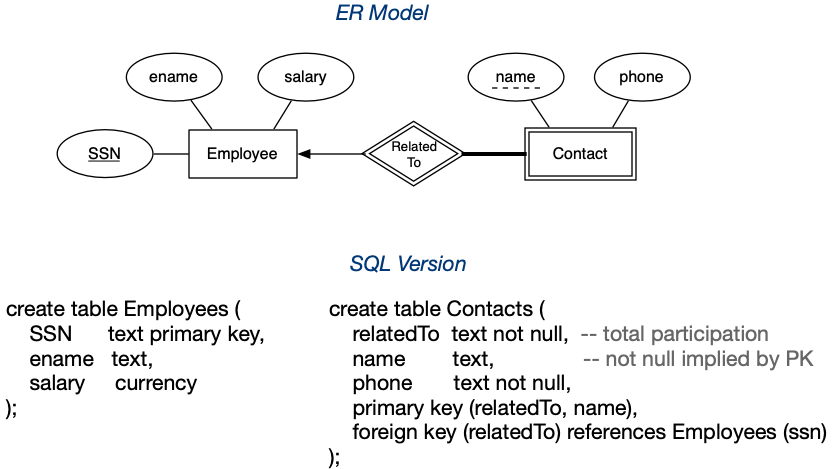 ER Model
ename
salary
name
phone
SSN
Employee
Related
To
Contact
SQL Version
create table Employees (
SSN text primary key,
ename text,
salary currency
);
create table Contacts (
relatedTo text not null, -- total participation
name text, -- not null implied by PK
phone text not null,
primary key (relatedTo, name),
foreign key (relatedTo) references Employees (ssn)
);